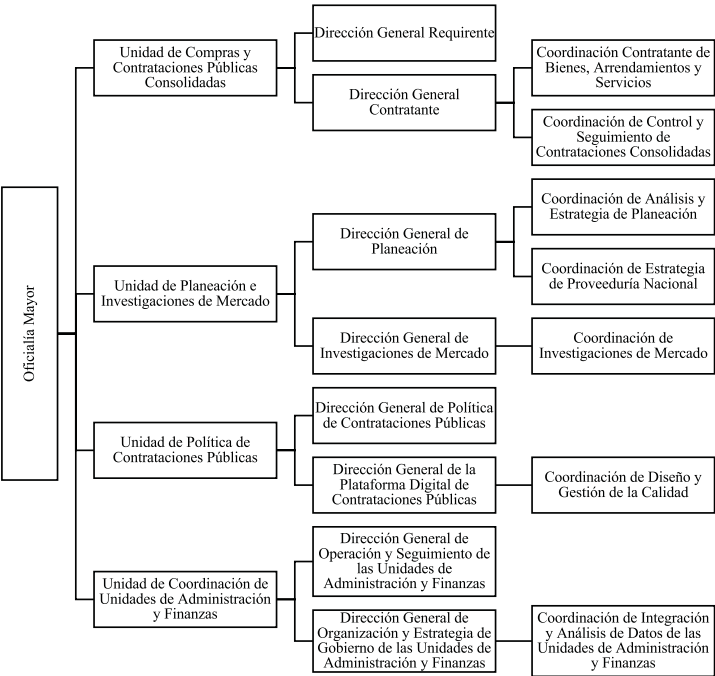 Oficialía Mayor
Unidad de Compras y
Contrataciones Públicas
Consolidadas
Dirección General Requirente
Dirección General
Contratante
Coordinación Contratante de
Bienes, Arrendamientos y
Servicios
Coordinación de Control y
Seguimiento de
Contrataciones Consolidadas
Unidad de Planeación e
Investigaciones de Mercado
Dirección General de
Planeación
Coordinación de Análisis y
Estrategia de Planeación
Coordinación de Estrategia
de Proveeduría Nacional
Dirección General de
Investigaciones de Mercado
Coordinación de
Investigaciones de Mercado
Unidad de Política de
Contrataciones Públicas
Dirección General de Política
de Contrataciones Públicas
Dirección General de la
Plataforma Digital de
Contrataciones Públicas
Coordinación de Diseño y
Gestión de la Calidad
Unidad de Coordinación de
Unidades de Administración
y Finanzas
Dirección General de
Operación y Seguimiento de
las Unidades de
Administración y Finanzas
Dirección General de
Organización y Estrategia de
Gobierno de las Unidades de
Administración y Finanzas
Coordinación de Integración
y Análisis de Datos de las
Unidades de Administración
y Finanzas